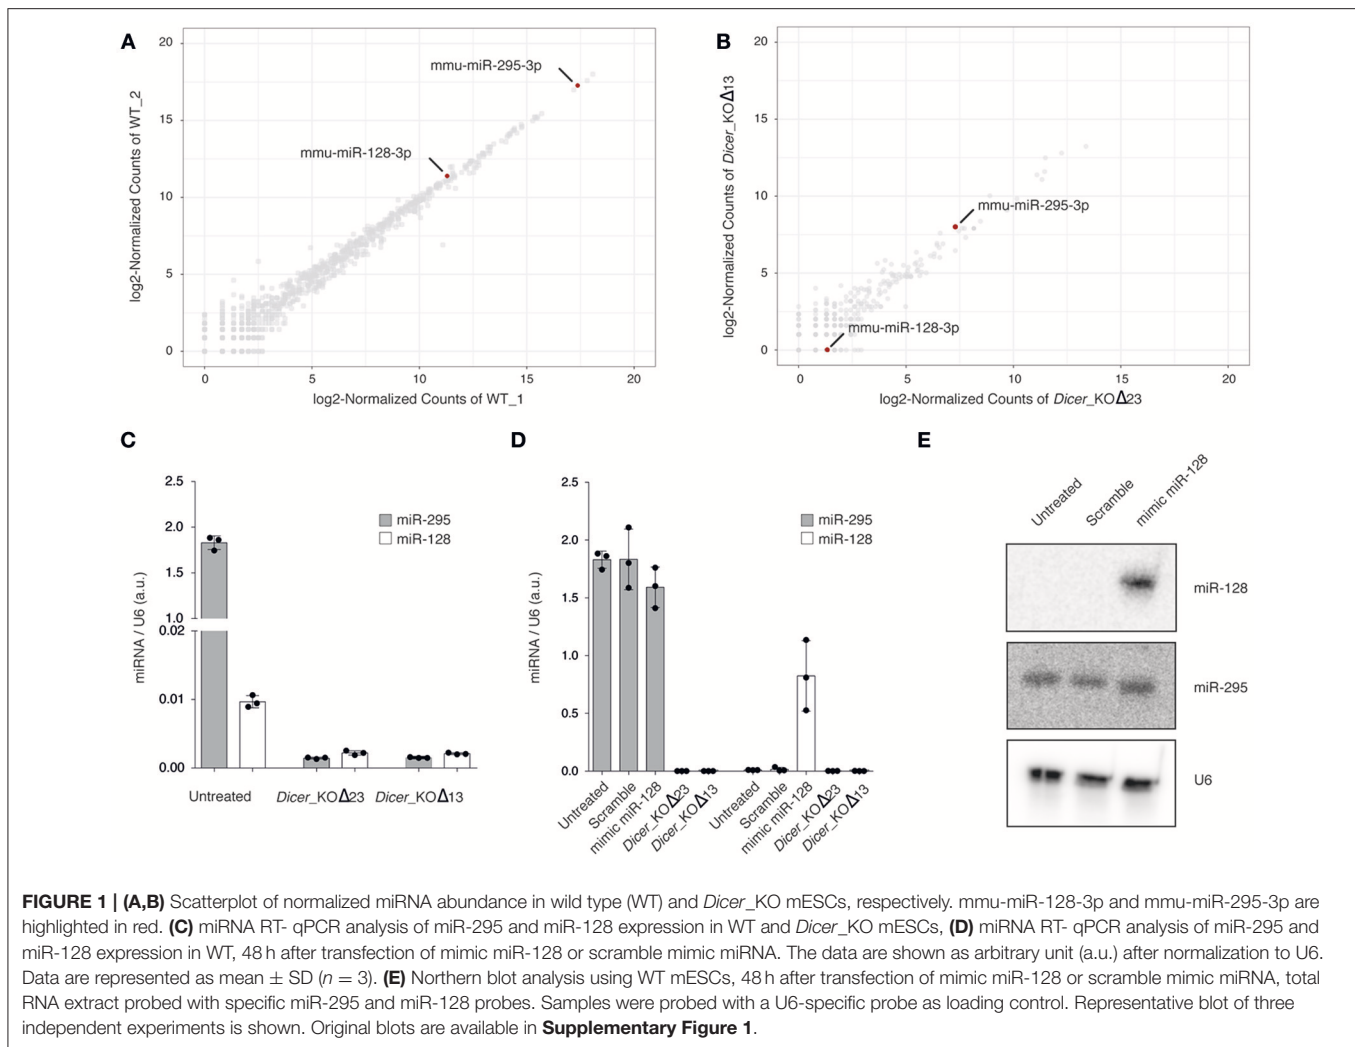 A
B
20
15
10
5
0
log2-Normalized Counts of WT_2
mmu-miR-295-3p
mmu-miR-128-3p
0 5 10 15 20
log2-Normalized Counts of WT_1
20
15
10
5
0
log2-Normalized Counts of Dicer_KOΔ13
mmu-miR-295-3p
mmu-miR-128-3p
0 5 10 15 20
log2-Normalized Counts of Dicer_KOΔ23
C
D
E
2.5
2.0
1.5
1.0
0.02
0.01
0.00
miRNA / U6 (a.u.)
miR-295
miR-128
Untreated Dicer_KOΔ23 Dicer_KOΔ13
2.5
2.0
1.5
1.0
0.5
0.0
miRNA / U6 (a.u.)
miR-295
miR-128
Untreated
Scramble
mimic miR-128
Dicer_KOΔ23
Dicer_KOΔ13
Untreated
Scramble
mimic miR-128
Dicer_KOΔ23
Dicer_KOΔ13
Untreated
Scramble
mimic miR-128
miR-128
miR-295
U6
FIGURE 1 | (A,B) Scatterplot of normalized miRNA abundance in wild type (WT) and Dicer_KO mESCs, respectively. mmu-miR-128-3p and mmu-miR-295-3p are
highlighted in red. (C) miRNA RT- qPCR analysis of miR-295 and miR-128 expression in WT and Dicer_KO mESCs, (D) miRNA RT- qPCR analysis of miR-295 and
miR-128 expression in WT, 48 h after transfection of mimic miR-128 or scramble mimic miRNA. The data are shown as arbitrary unit (a.u.) after normalization to U6.
Data are represented as mean ± SD (n = 3). (E) Northern blot analysis using WT mESCs, 48 h after transfection of mimic miR-128 or scramble mimic miRNA, total
RNA extract probed with specific miR-295 and miR-128 probes. Samples were probed with a U6-specific probe as loading control. Representative blot of three
independent experiments is shown. Original blots are available in Supplementary Figure 1.